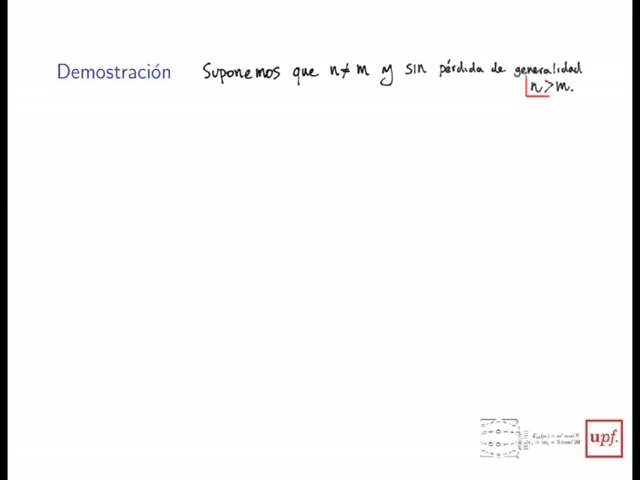 Demostración Suponemos que n≠m y sin pérdida de generalidad
n>m.
upf.